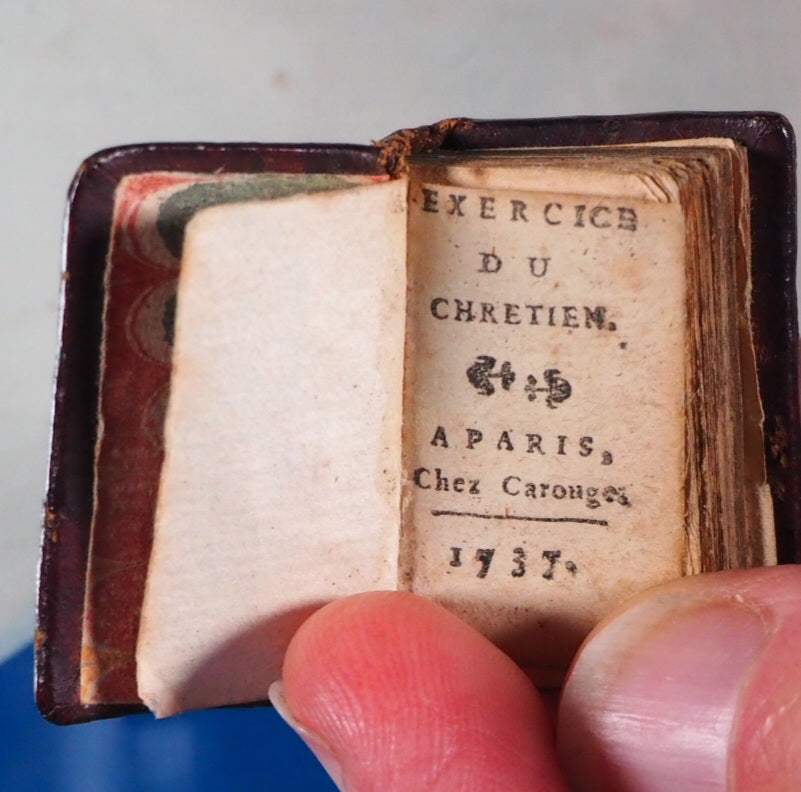 EXERCICE
DU
CHRETIEN.
A PARIS,
Chez Carouge,
1737.